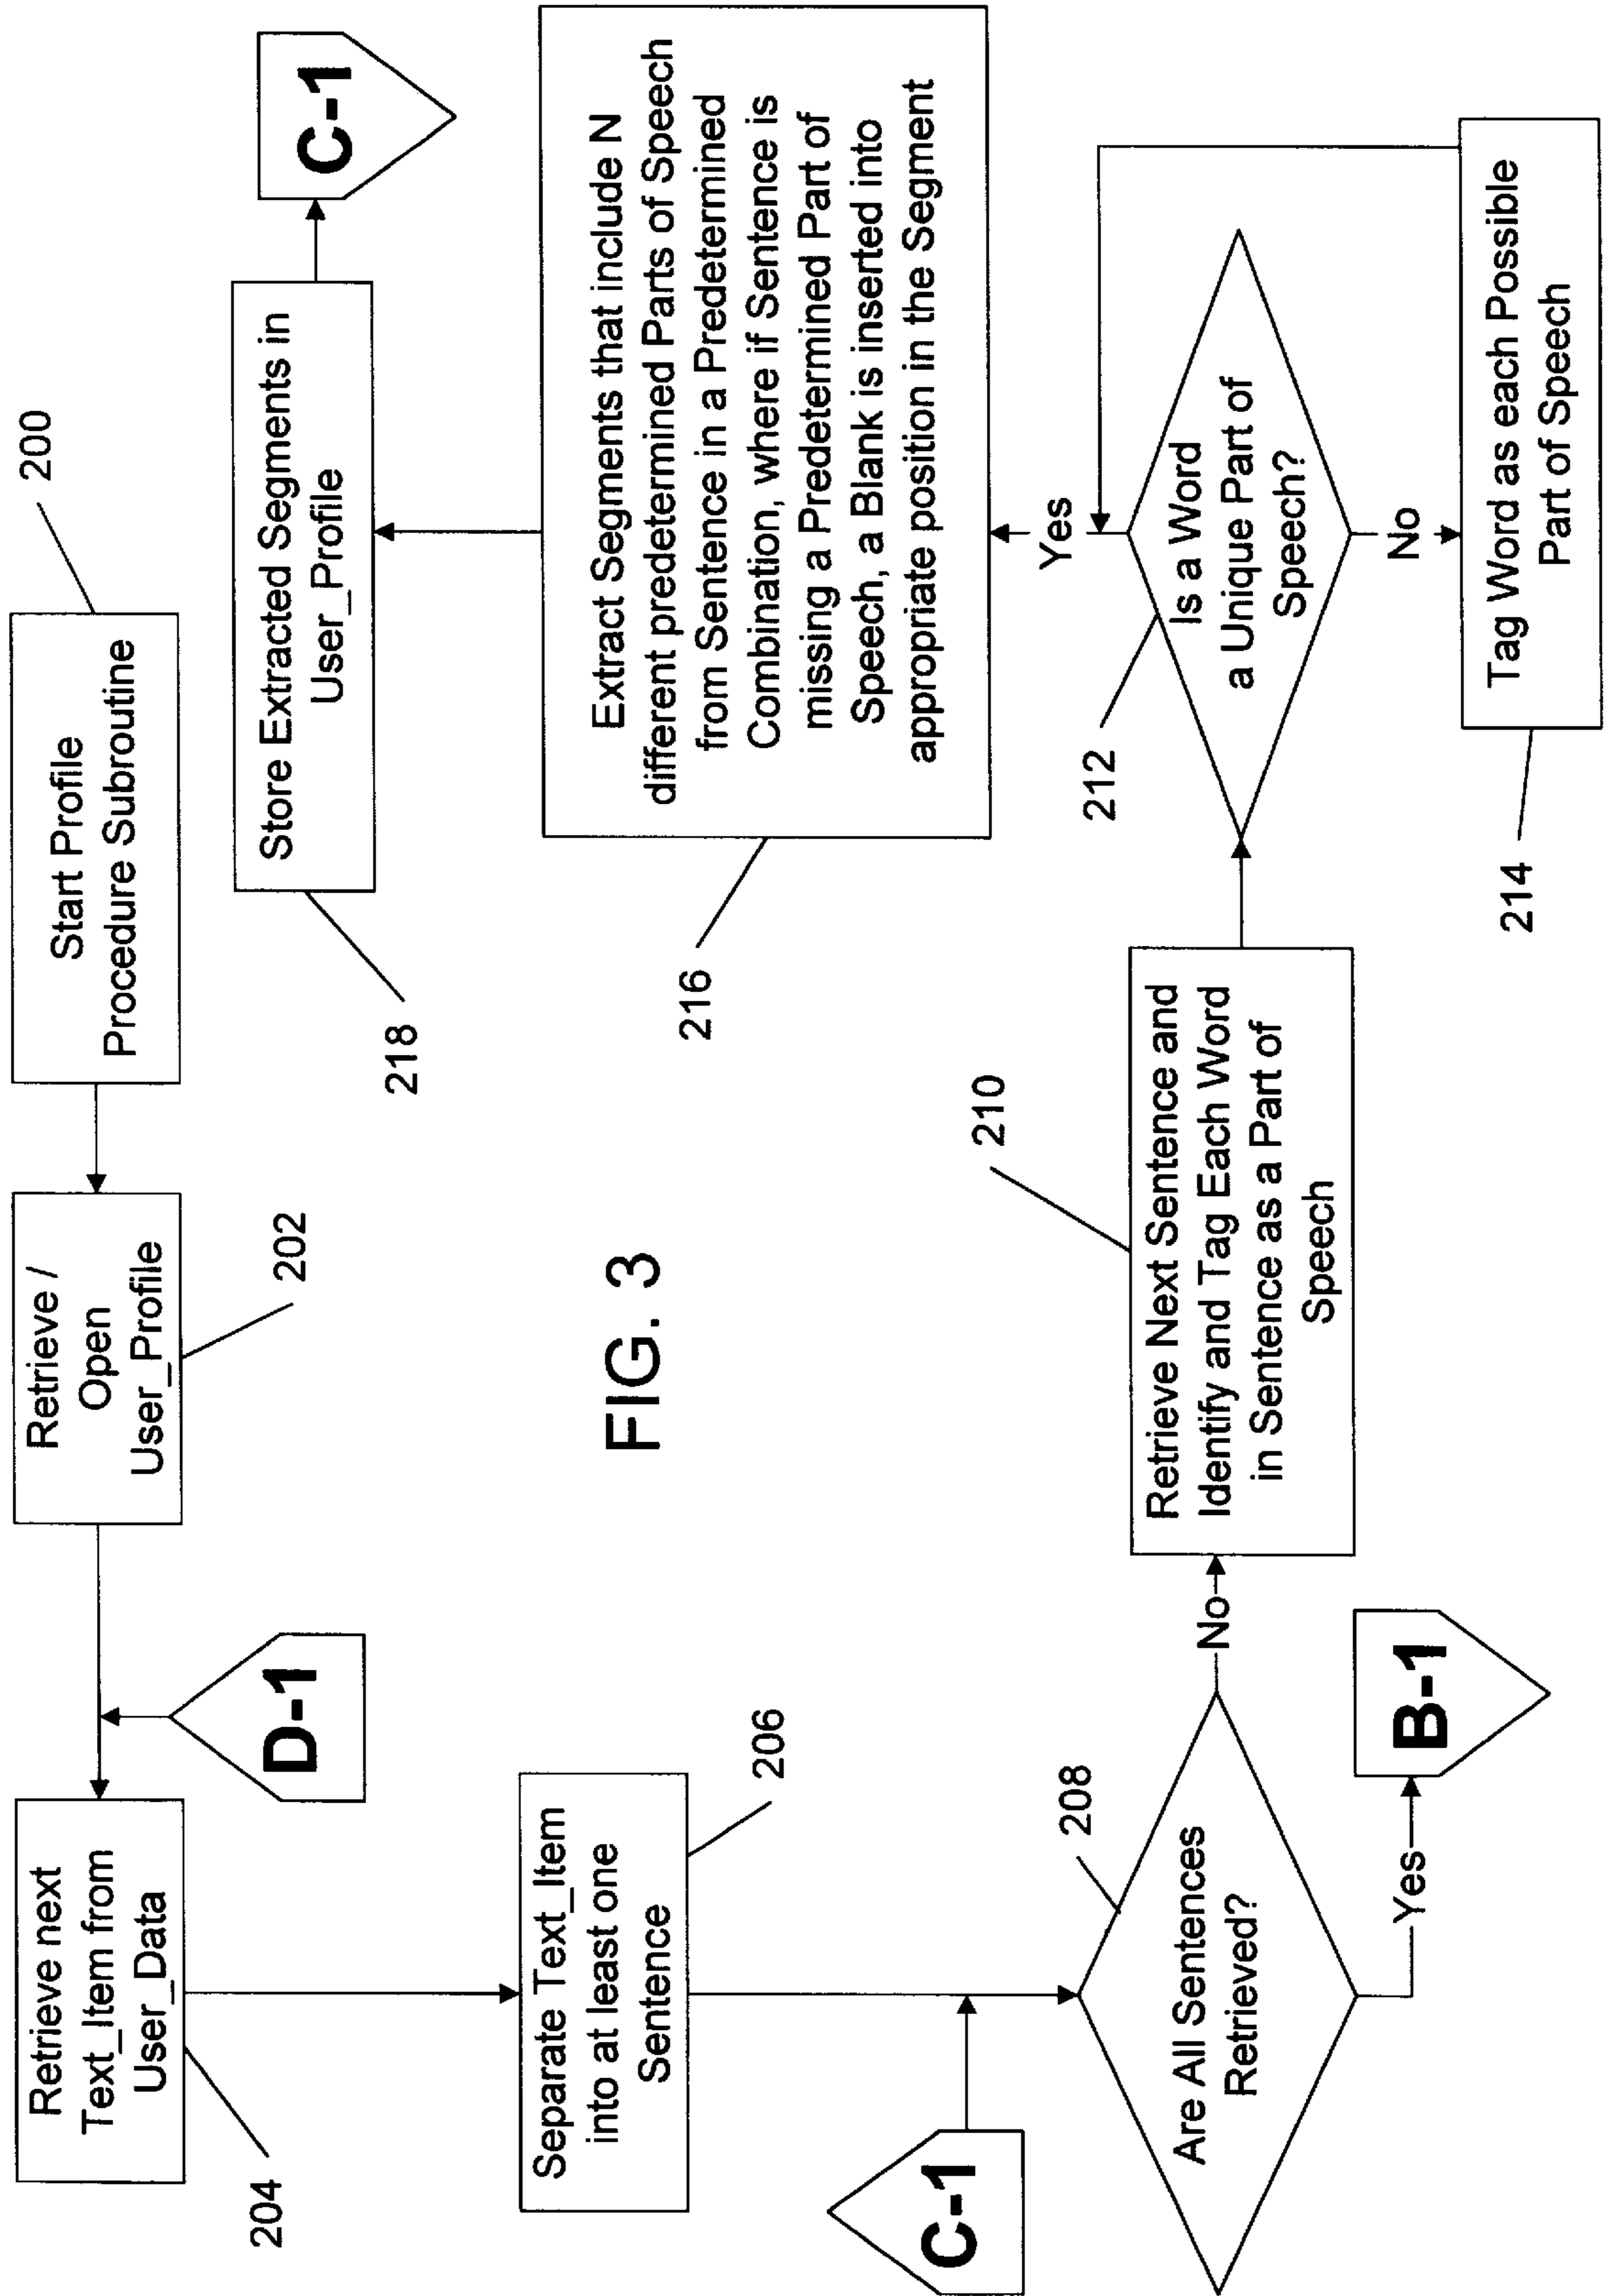 Start Profile
Procedure Subroutine
200
Retrieve /
Open
User_Profile
202
D-1
Retrieve next
Text_Item from
User_Data
204
Separate Text_Item
into at least one
Sentence
206
C-1
Are All Sentences
Retrieved?
208
Yes
B-1
No
Retrieve Next Sentence and
Identify and Tag Each Word
in Sentence as a Part of
Speech
210
Is a Word
a Unique Part of
Speech?
212
No
Tag Word as each Possible
Part of Speech
214
Yes
Extract Segments that include N
different predetermined Parts of Speech
from Sentence in a Predetermined
Combination, where if Sentence is
missing a Predetermined Part of
Speech, a Blank is inserted into
appropriate position in the Segment
216
Store Extracted Segments in
User_Profile
218
C-1
FIG. 3